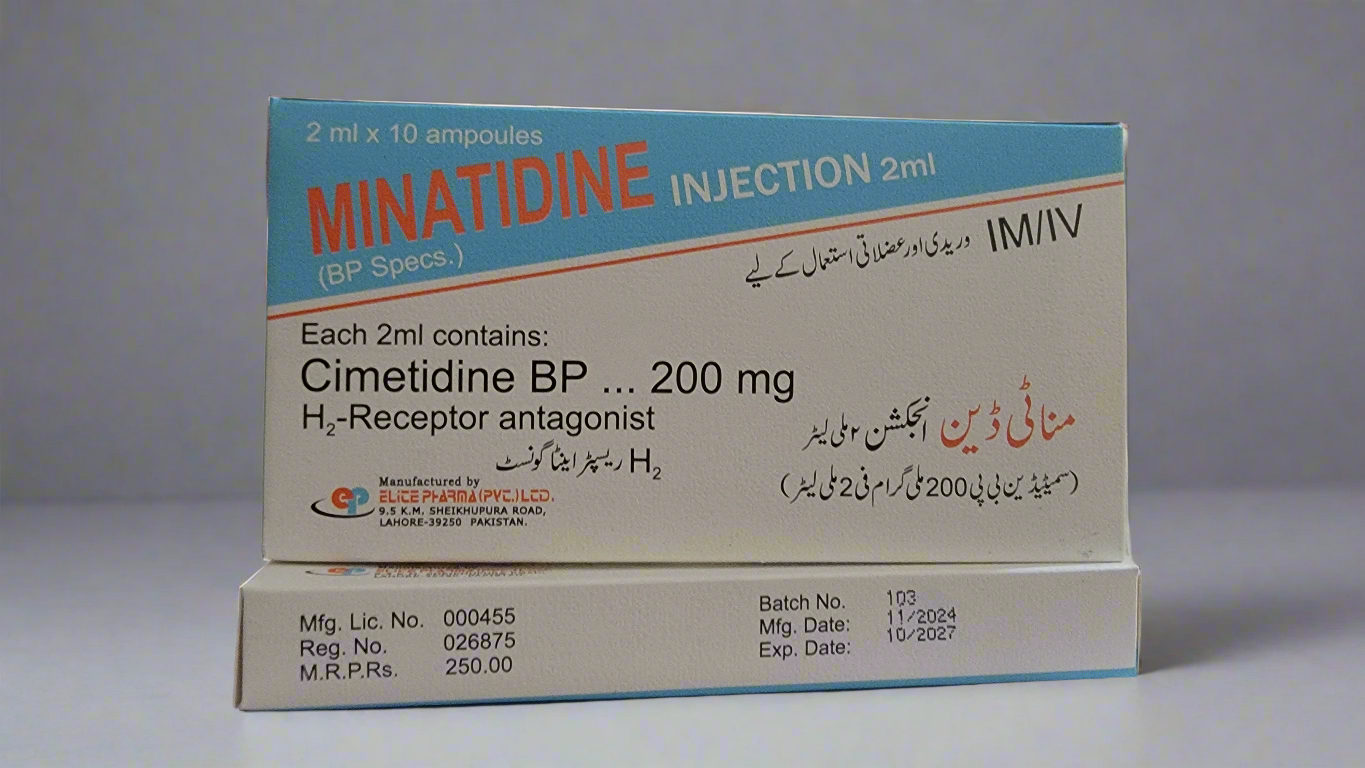 2 ml x 10 ampoules
MINATIDINE INJECTION 2ml
(BP Specs.)
IM/IV وریدی اور عضلاتی استعمال کے لیے
Each 2ml contains:
Cimetidine BP ... 200 mg
H₂-Receptor antagonist
H₂ ریسپٹر اینٹاگونسٹ
مناٹی ڈین انجکشن ۲ ملی لیٹر
(سمیٹیڈین بی پی 200 ملی گرام فی 2 ملی لیٹر)
ep
Manufactured by
ELITE PHARMA (PVT.) LTD.
9.5 K.M. SHEIKHUPURA ROAD,
LAHORE-39250 PAKISTAN.
Mfg. Lic. No. 000455
Reg. No. 026875
M.R.P.Rs. 250.00
Batch No. 103
Mfg. Date: 11/2024
Exp. Date: 10/2027